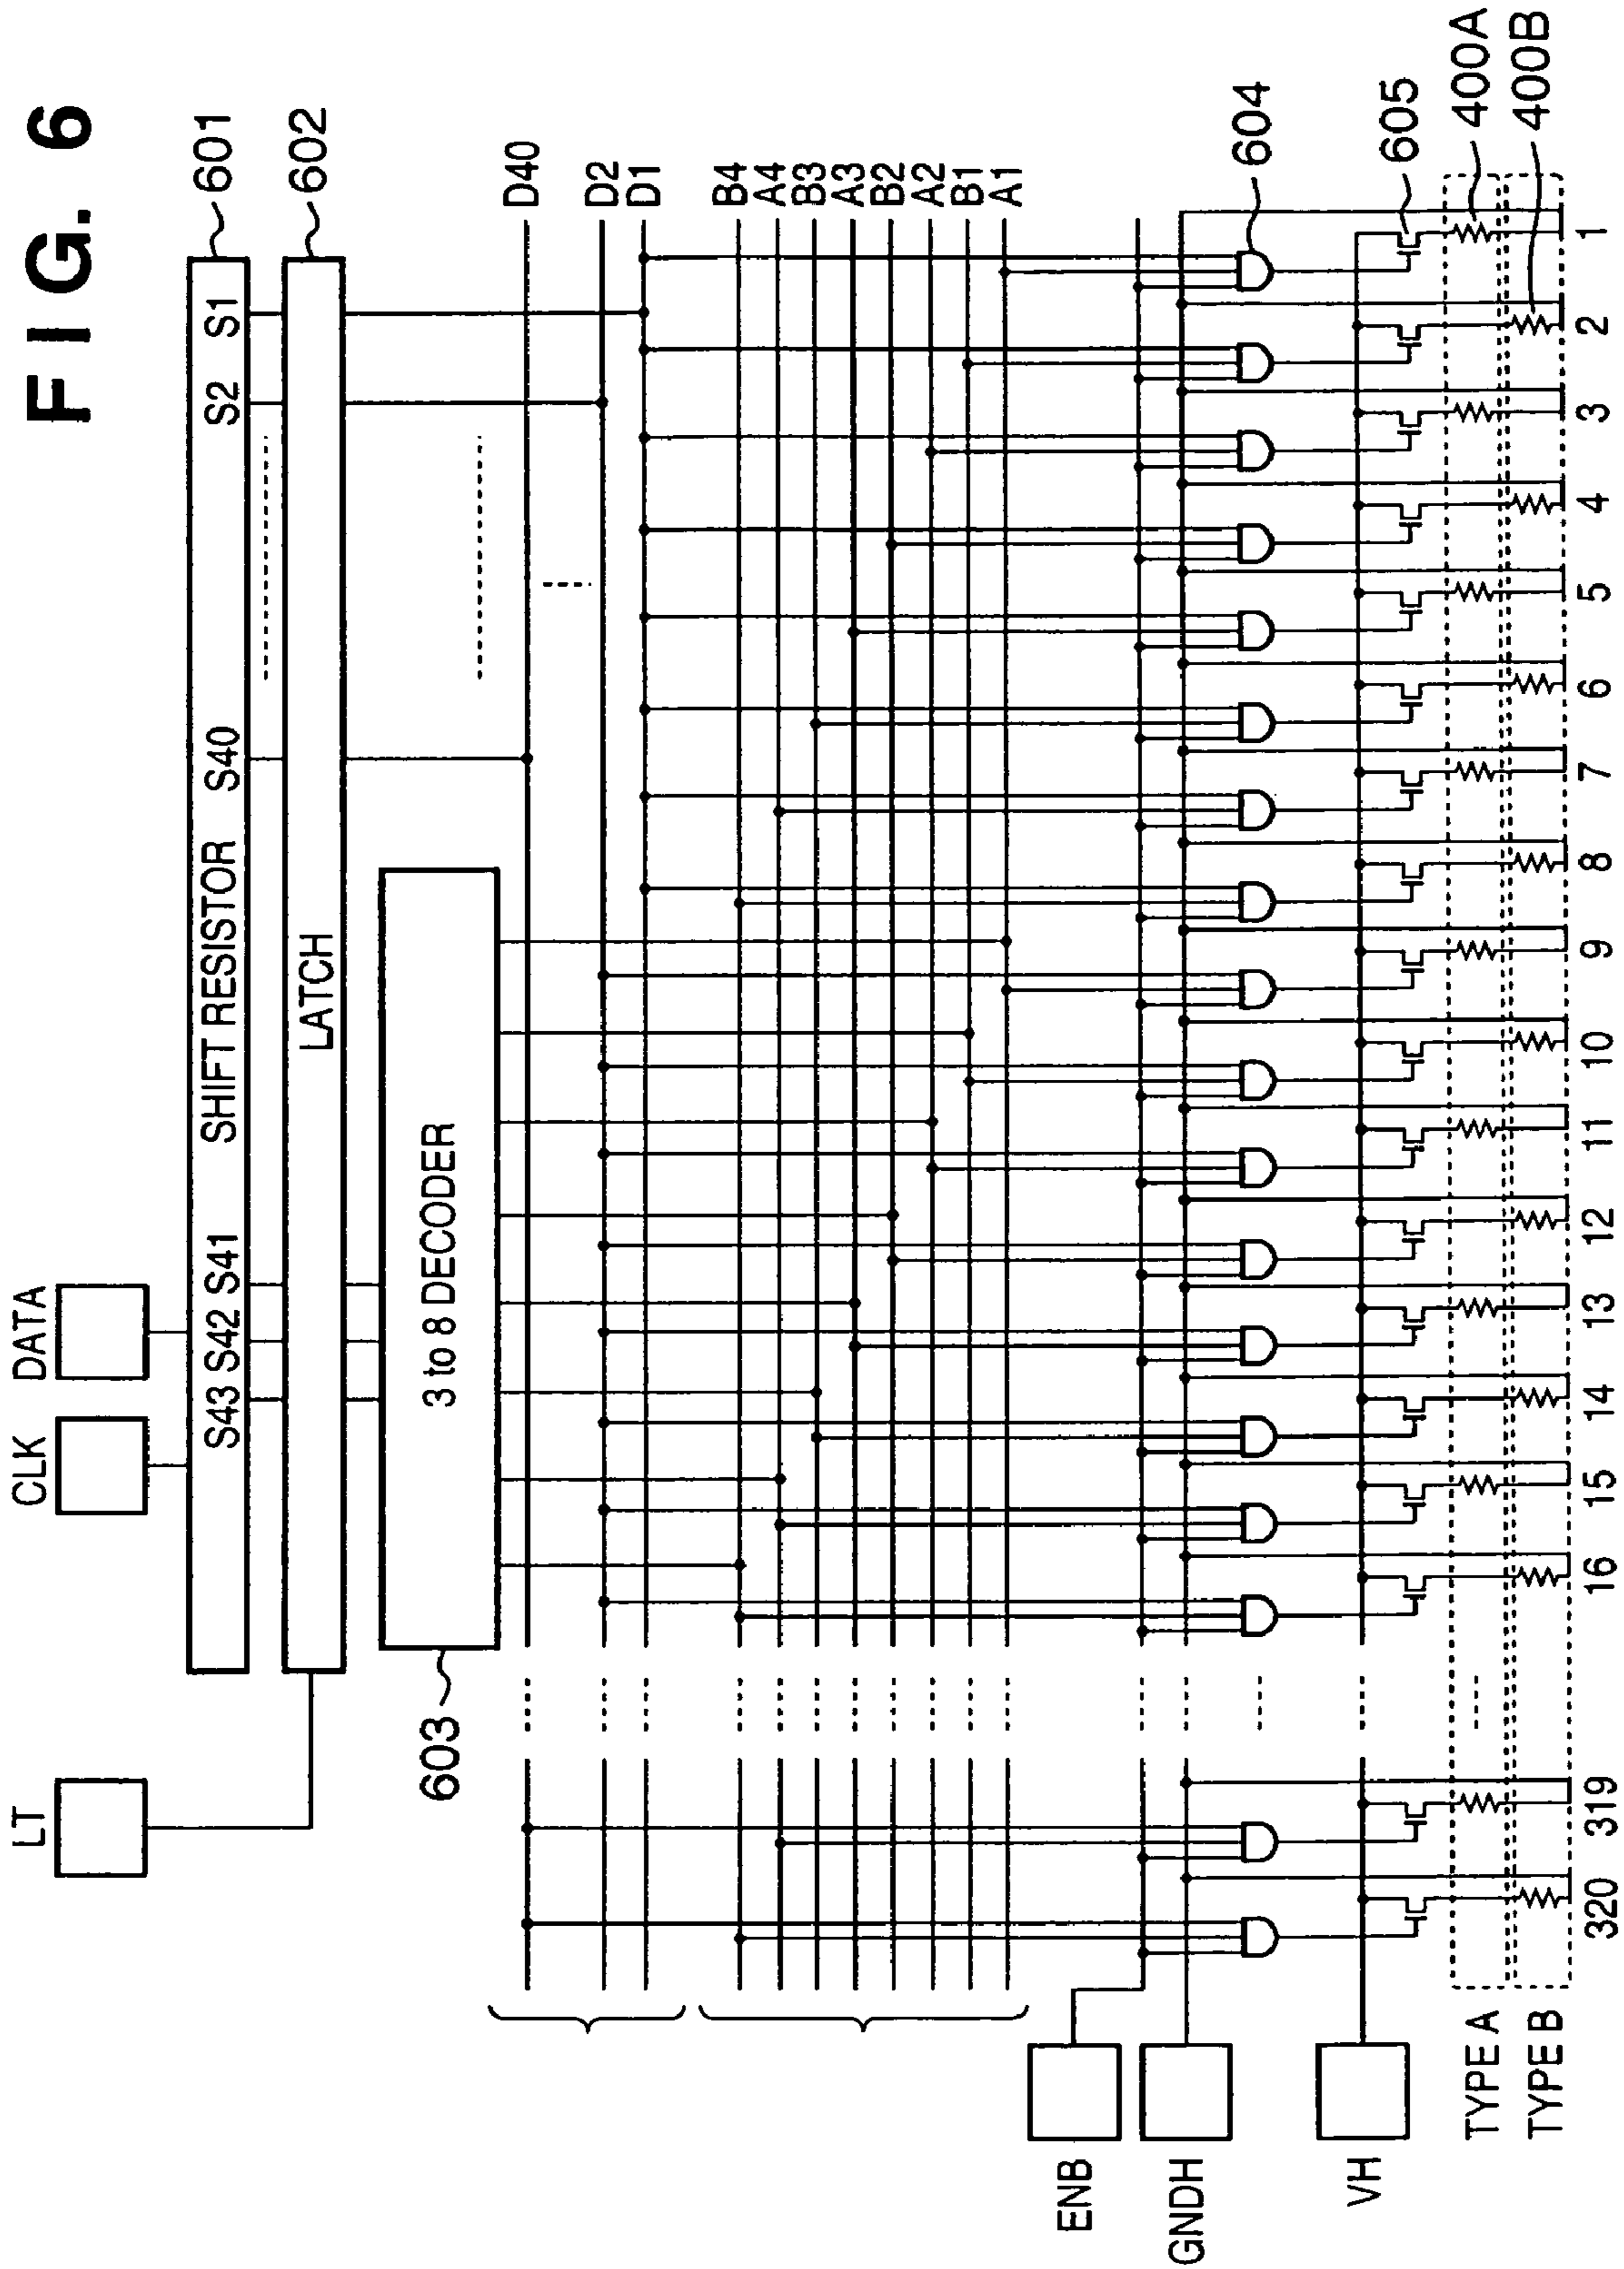 FIG. 6
LT
CLK
DATA
S43 S42 S41
SHIFT RESISTOR
S40
S2
S1
601
LATCH
602
3 to 8 DECODER
603
D40
D2
D1
B4
A4
B3
A3
B2
A2
B1
A1
604
605
400A
400B
ENB
GNDH
VH
TYPE A
TYPE B
320
319
16
15
14
13
12
11
10
9
8
7
6
5
4
3
2
1